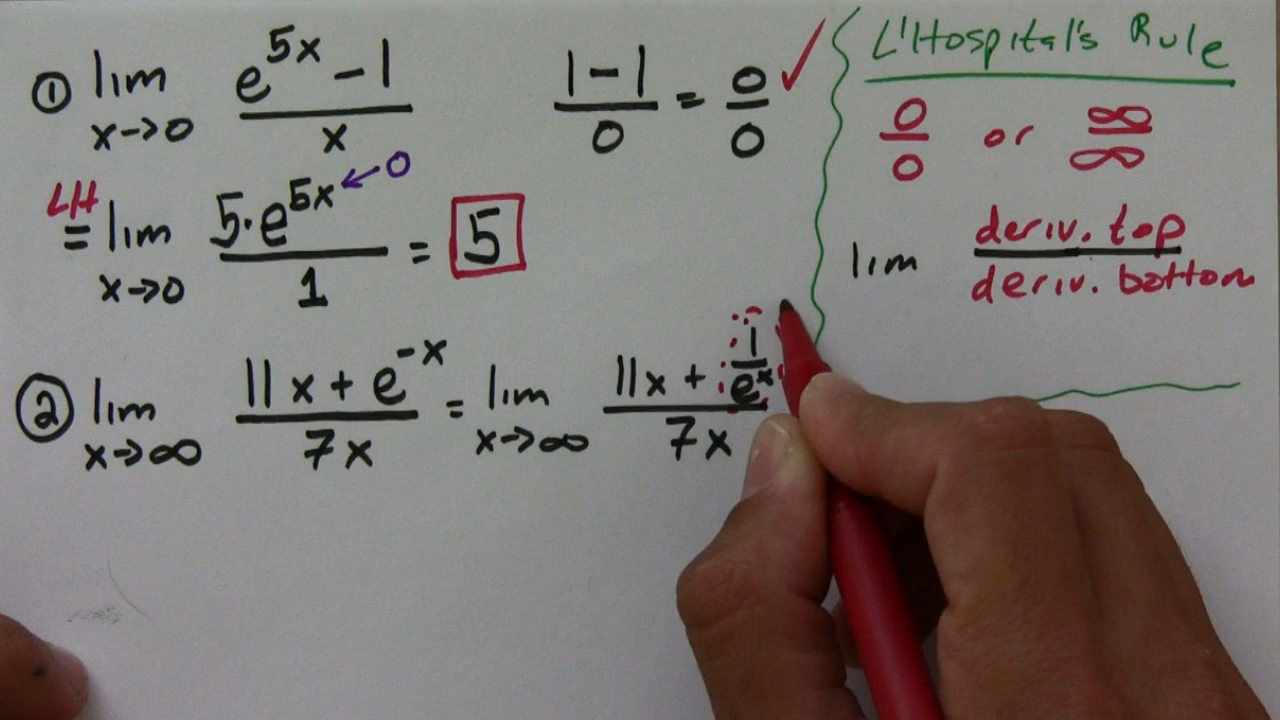 ① lim x→0 (e^{5x} − 1)/x   (1 − 1)/0 = 0/0 ✓
LH = lim x→0 (5·e^{5x})/1 = 5   ← 0
② lim x→∞ (11x + e^{-x})/(7x) = lim x→∞ (11x + 1/e^x)/(7x)
L'Hospital's Rule
0/0 or ∞/∞
lim deriv. top / deriv. bottom